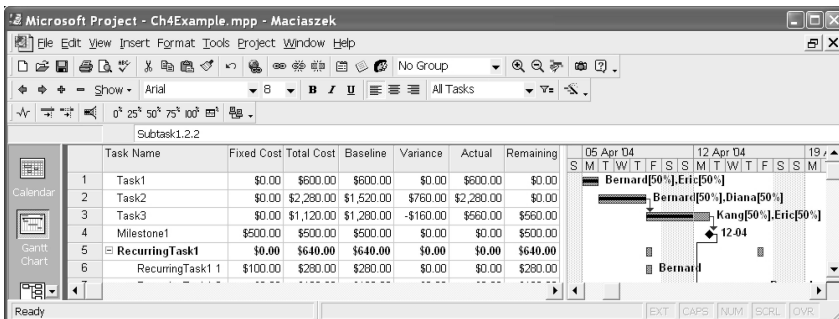 Microsoft Project - Ch4Example.mpp - Maciaszek
File Edit View Insert Format Tools Project Window Help
No Group
Show Arial 8 B I U All Tasks
0% 25% 50% 75% 100%
Subtask1.2.2
Task Name Fixed Cost Total Cost Baseline Variance Actual Remaining 05 Apr '04 12 Apr '04 19
S M T W T F S S M T W T F S S M
1 Task1 $0.00 $600.00 $600.00 $0.00 $600.00 $0.00 Bernard[50%],Eric[50%]
2 Task2 $0.00 $2,280.00 $1,520.00 $760.00 $2,280.00 $0.00 Bernard[50%],Diana[50%]
3 Task3 $0.00 $1,120.00 $1,280.00 -$160.00 $560.00 $560.00 Kang[50%],Eric[50%]
4 Milestone1 $500.00 $500.00 $500.00 $0.00 $0.00 $500.00 12-04
5 RecurringTask1 $0.00 $640.00 $640.00 $0.00 $0.00 $640.00
6 RecurringTask1 1 $100.00 $280.00 $280.00 $0.00 $0.00 $280.00 Bernard
Calendar
Gantt Chart
Ready EXT CAPS NUM SCRL OVR